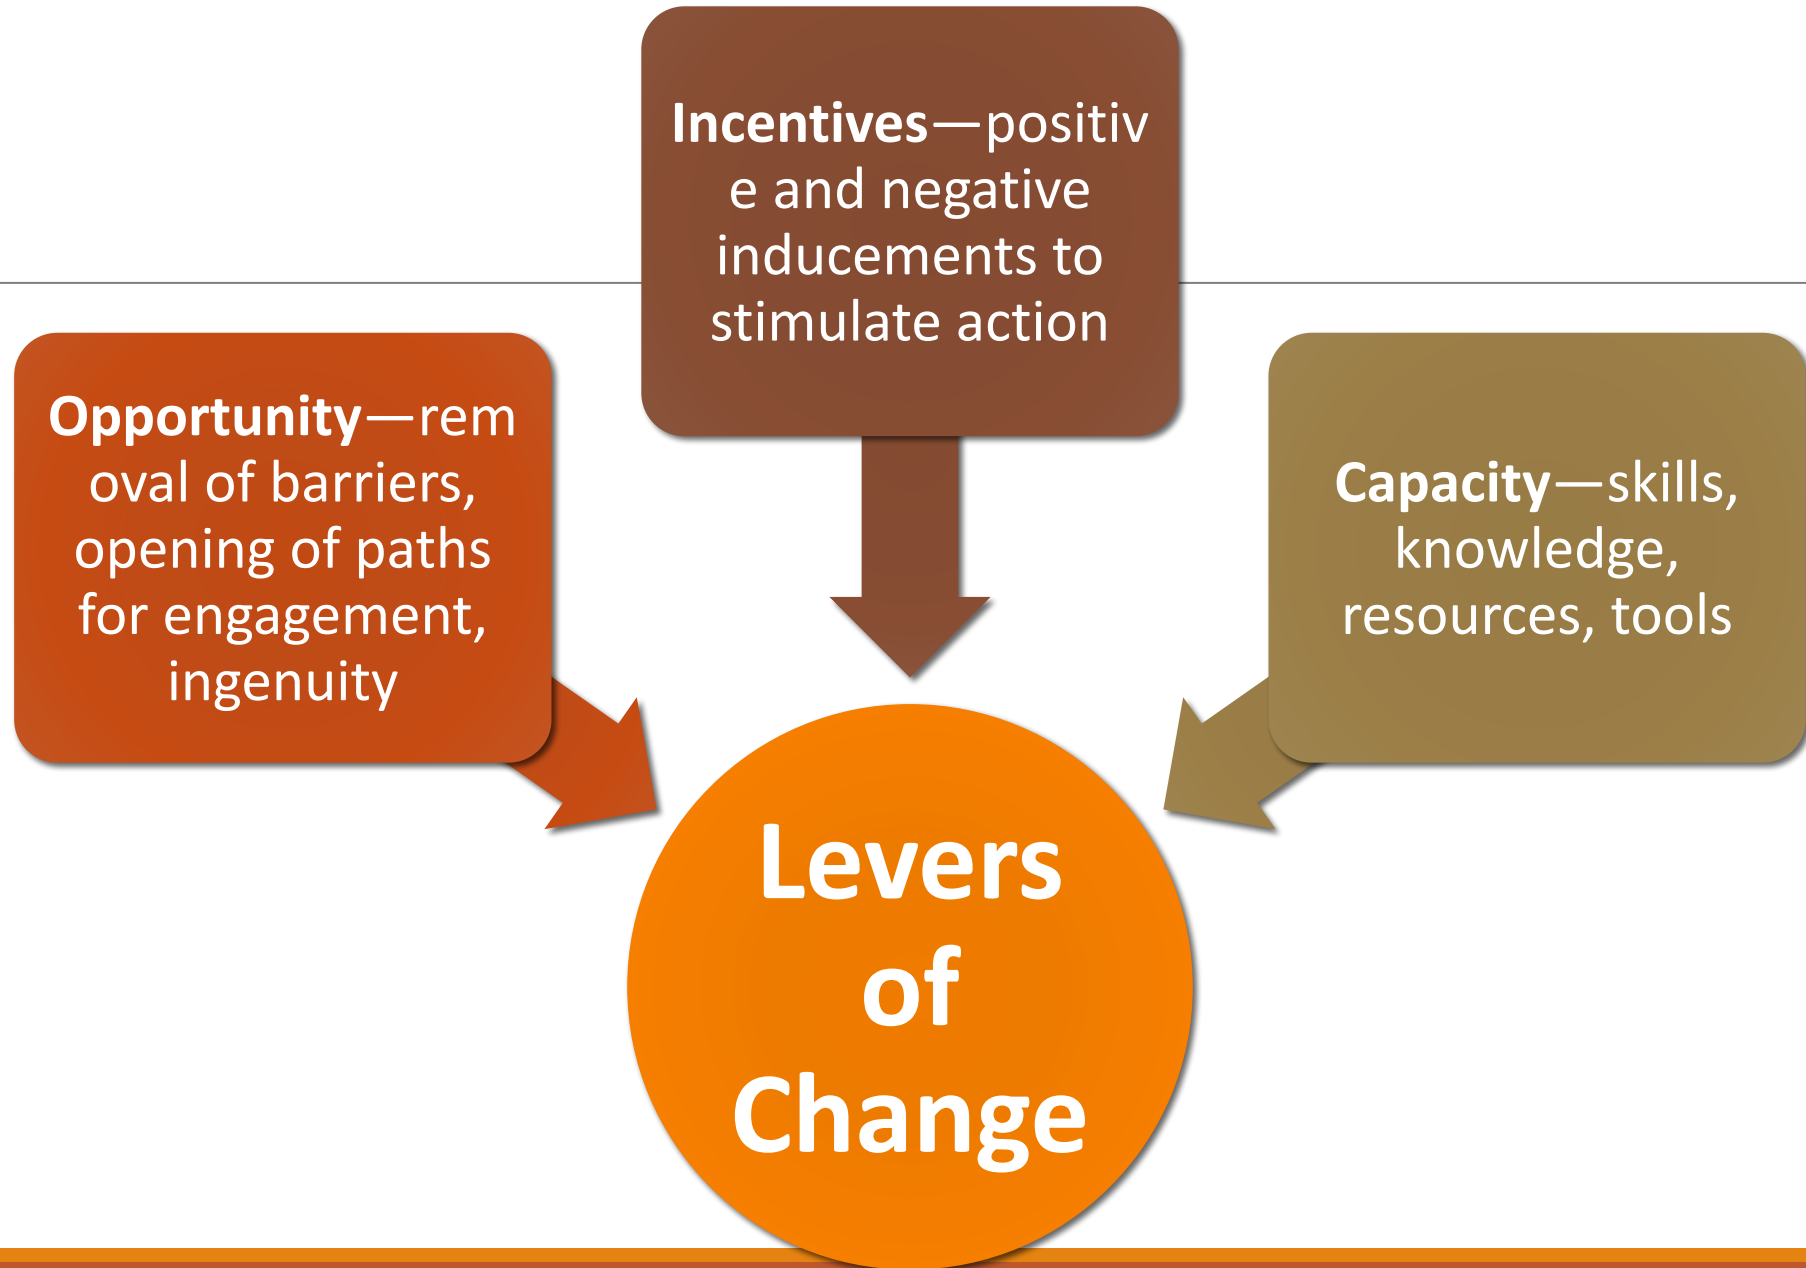 Incentives—positiv
e and negative
inducements to
stimulate action
Opportunity—rem
oval of barriers,
opening of paths
for engagement,
ingenuity
Capacity—skills,
knowledge,
resources, tools
Levers
of
Change